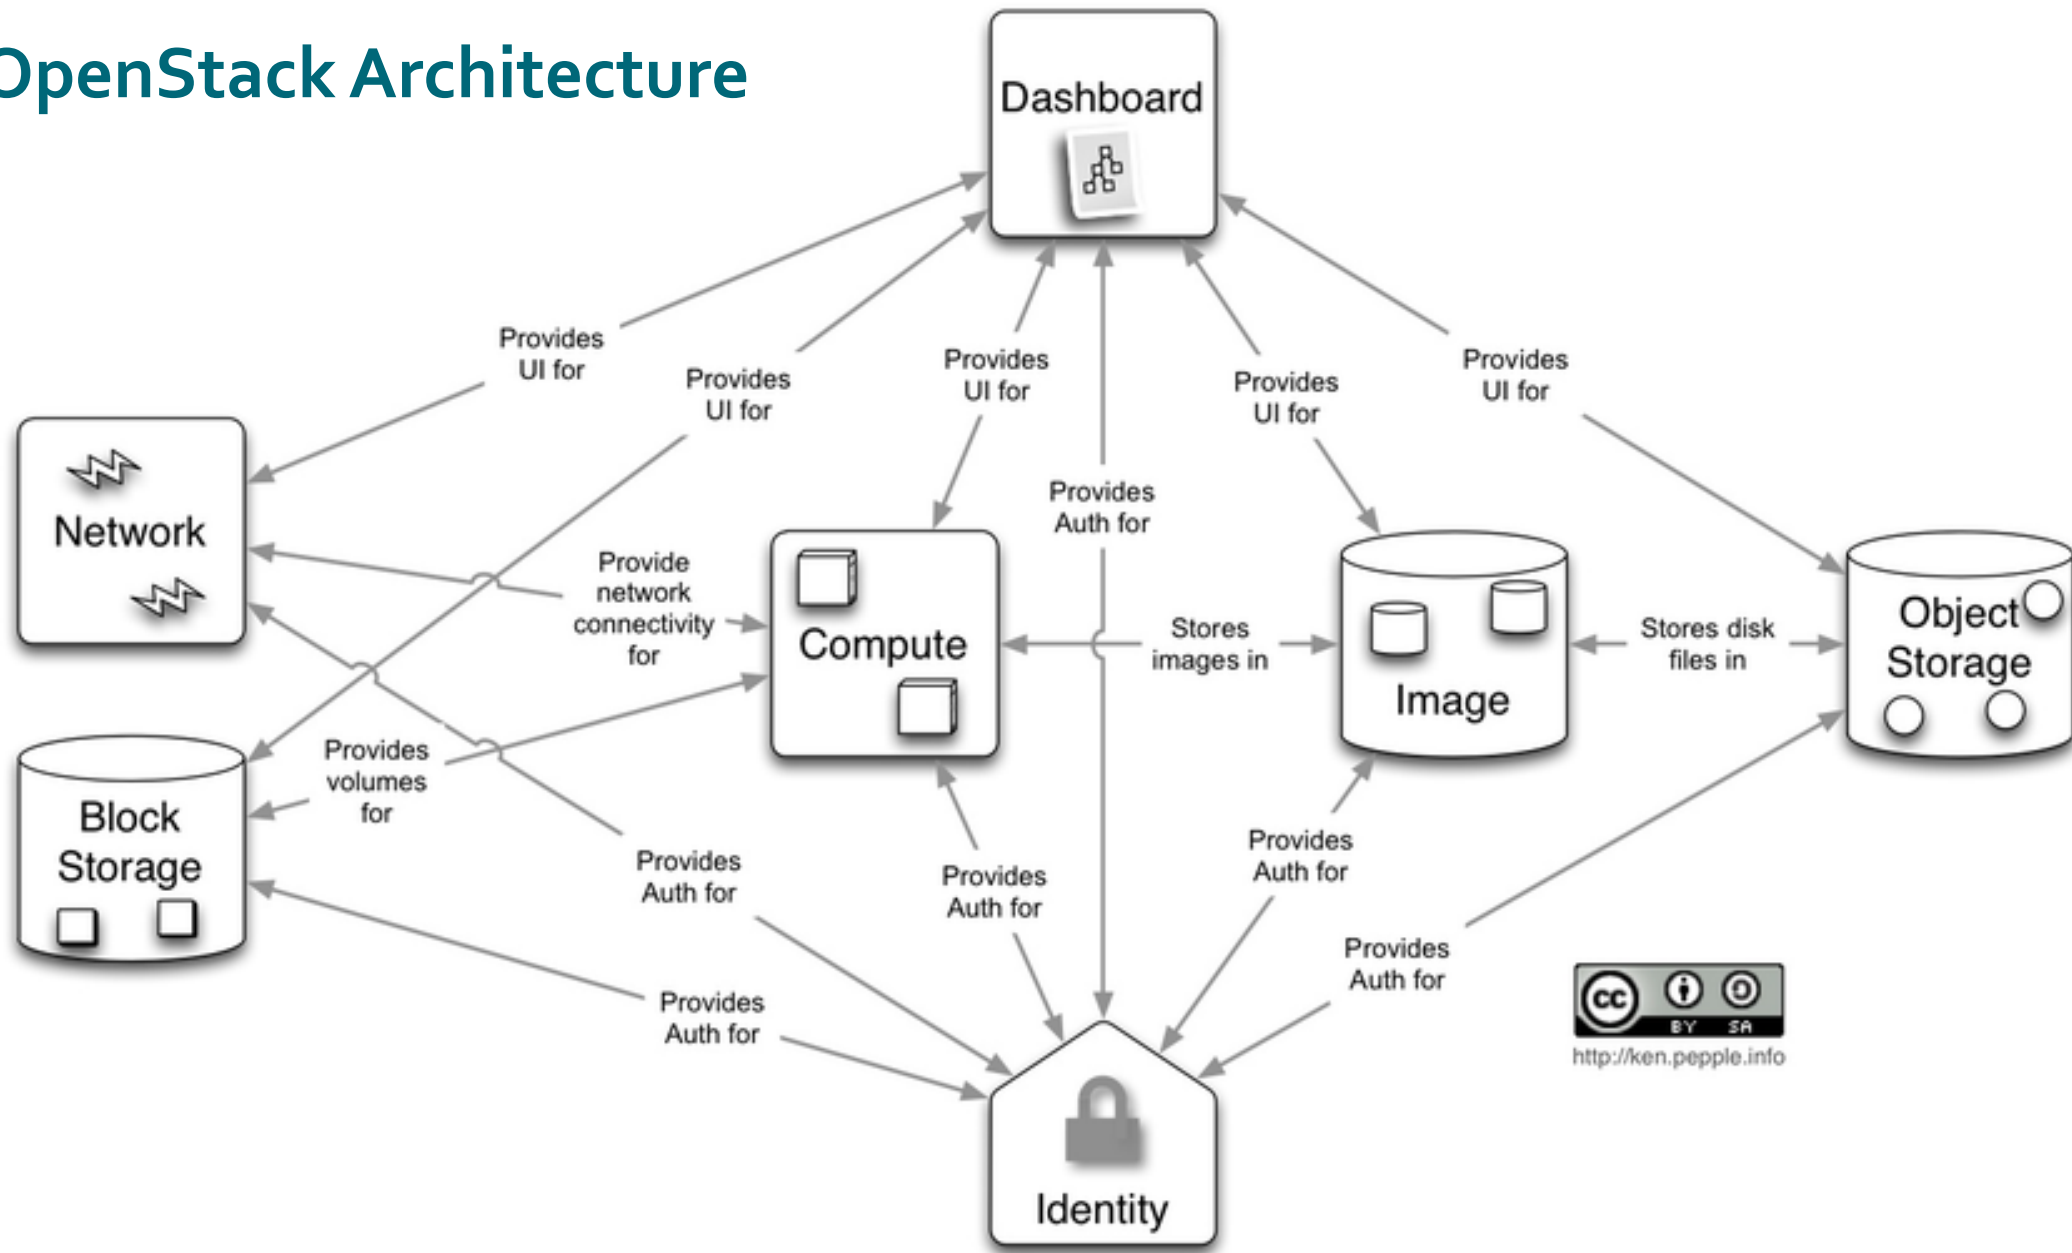 OpenStack Architecture
Dashboard
Provides
UI for
Provides
UI for
Provides
UI for
Provides
UI for
Provides
UI for
Network
Provides
Auth for
Provide
network
connectivity
for
Compute
Stores
images in
Image
Stores disk
files in
Object
Storage
Block
Storage
Provides
volumes
for
Provides
Auth for
Provides
Auth for
Provides
Auth for
Provides
Auth for
Provides
Auth for
Identity
cc
BY SA
http://ken.pepple.info